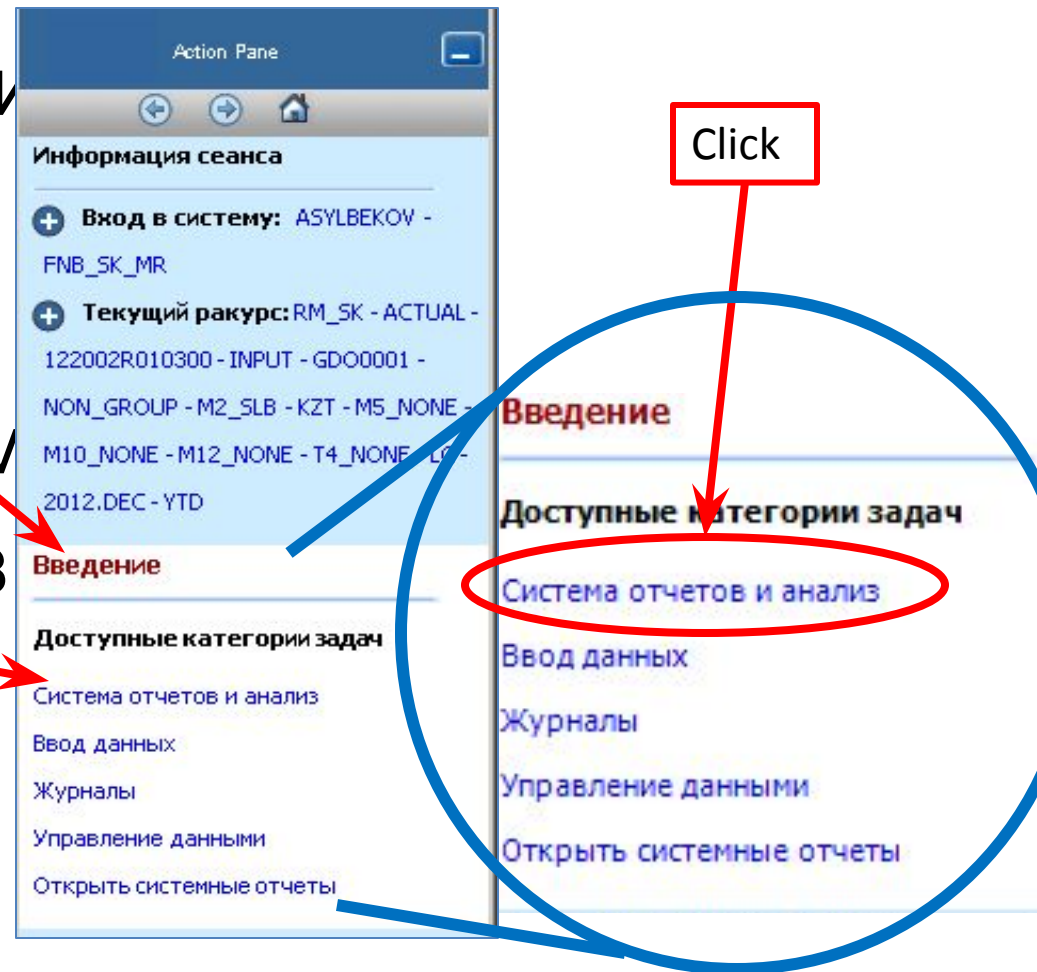 Action Pane
Информация сеанса
Вход в систему: ASYLBEKOV -
FNB_SK_MR
Текущий ракурс: RM_SK - ACTUAL -
122002R010300 - INPUT - GDO0001 -
NON_GROUP - M2_SLB - KZT - M5_NONE -
M10_NONE - M12_NONE - T4_NONE - LC -
2012.DEC - YTD
Введение
Доступные категории задач
Система отчетов и анализ
Ввод данных
Журналы
Управление данными
Открыть системные отчеты
Click
Введение
Доступные категории задач
Система отчетов и анализ
Ввод данных
Журналы
Управление данными
Открыть системные отчеты